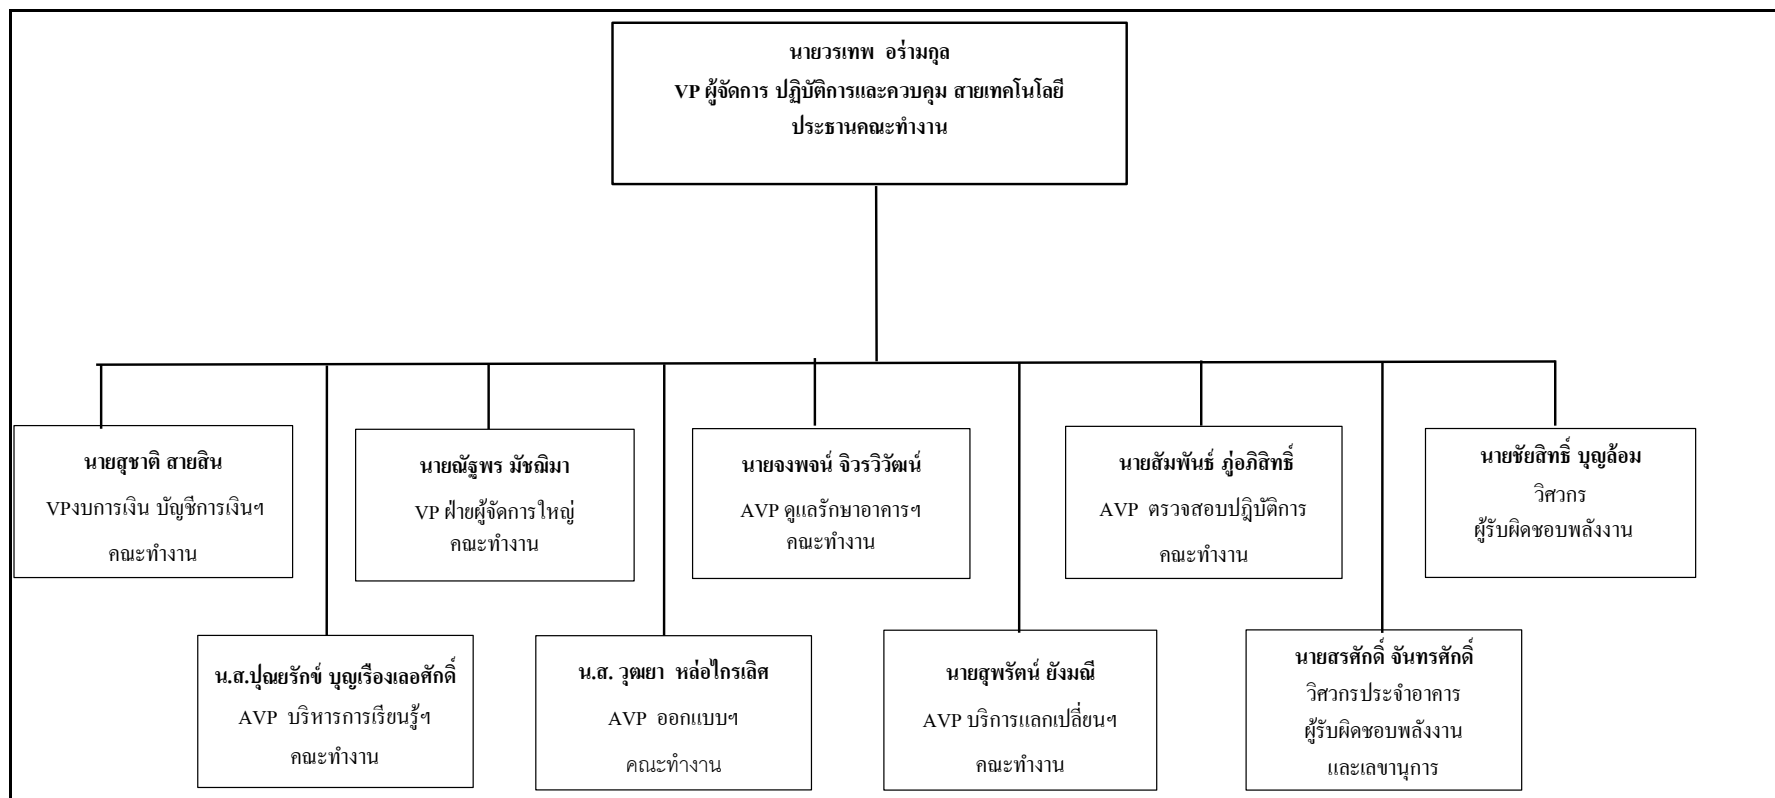 นายวรเทพ อร่ามกุล
VP ผู้จัดการ ปฏิบัติการและควบคุม สายเทคโนโลยี
ประธานคณะทำงาน
นายสุชาติ สายสิน
VPงบการเงิน บัญชีการเงินฯ
คณะทำงาน
นายณัฐพร มัชฌิมา
VP ฝ่ายผู้จัดการใหญ่
คณะทำงาน
นายจงพจน์ จิวรวิวัฒน์
AVP ดูแลรักษาอาคารฯ
คณะทำงาน
นายสัมพันธ์ ภู่อภิสิทธิ์
AVP ตรวจสอบปฎิบัติการ
คณะทำงาน
นายชัยสิทธิ์ บุญล้อม
วิศวกร
ผู้รับผิดชอบพลังงาน
น.ส.ปุณยรักข์ บุญเรืองเลอศักดิ์
AVP บริหารการเรียนรู้ฯ
คณะทำงาน
น.ส. วุฒยา หล่อไกรเลิศ
AVP ออกแบบฯ
คณะทำงาน
นายสุพรัตน์ ยังมณี
AVP บริการแลกเปลี่ยนฯ
คณะทำงาน
นายสรศักดิ์ จันทรศักดิ์
วิศวกรประจำอาคาร
ผู้รับผิดชอบพลังงาน
และเลขานุการ